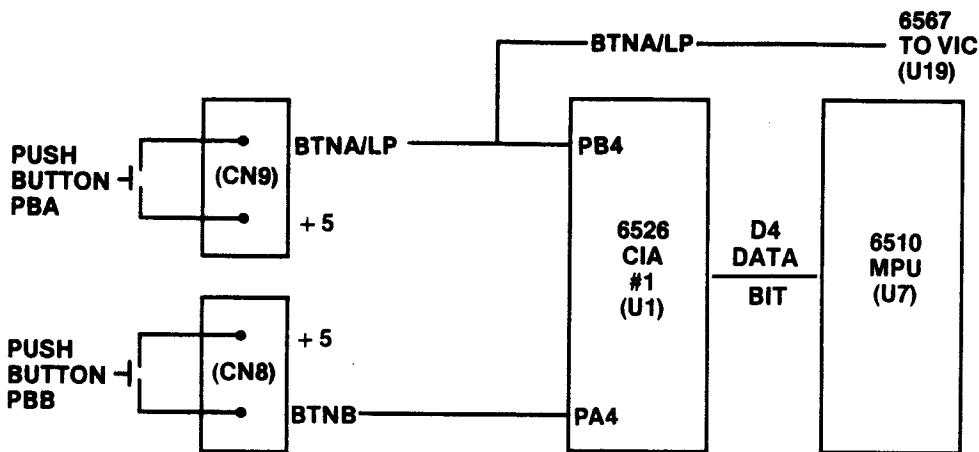 6567
TO VIC
(U19)
BTNA/LP
PUSH
BUTTON
PBA
(CN9)
BTNA/LP
+5
PB4
6526
CIA
#1
(U1)
D4
DATA
BIT
6510
MPU
(U7)
PUSH
BUTTON
PBB
(CN8)
+5
BTNB
PA4